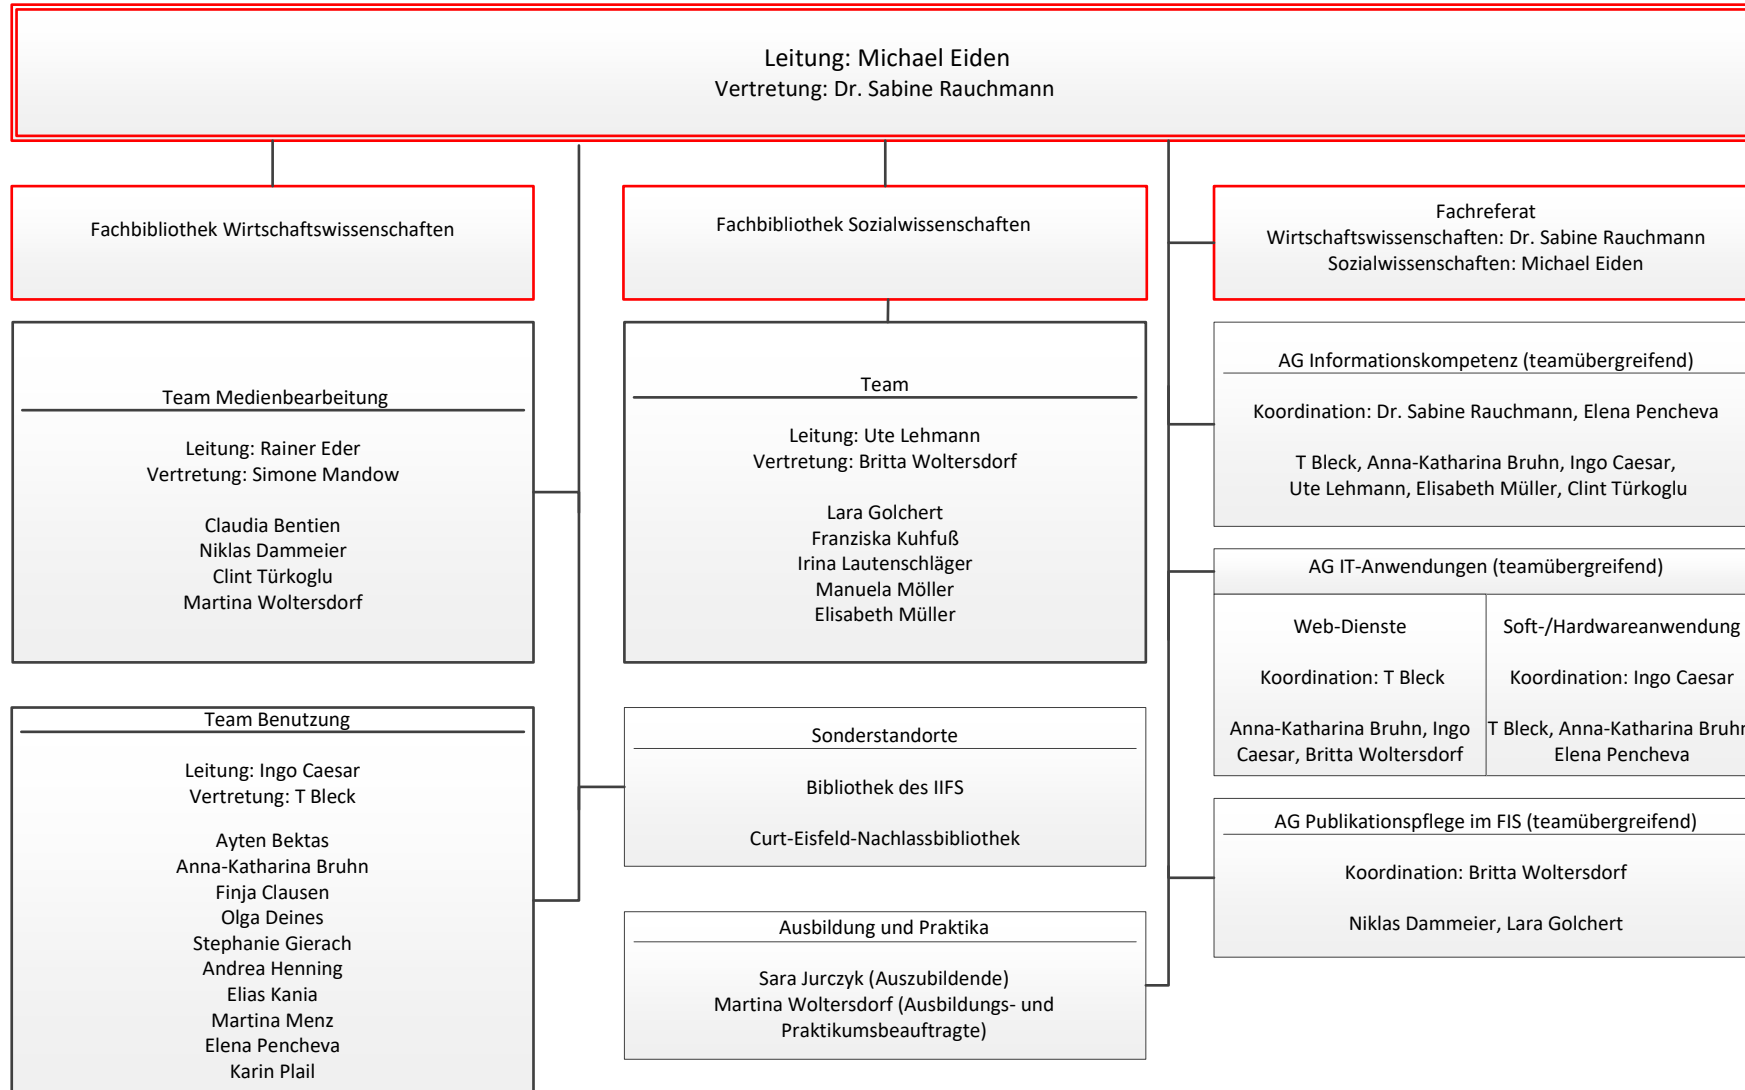 Leitung: Michael Eiden
Vertretung: Dr. Sabine Rauchmann
Fachbibliothek Wirtschaftswissenschaften
Team Medienbearbeitung
Leitung: Rainer Eder
Vertretung: Simone Mandow
Claudia Bentien
Niklas Dammeier
Clint Türkoglu
Martina Woltersdorf
Team Benutzung
Leitung: Ingo Caesar
Vertretung: T Bleck
Ayten Bektas
Anna-Katharina Bruhn
Finja Clausen
Olga Deines
Stephanie Gierach
Andrea Henning
Elias Kania
Martina Menz
Elena Pencheva
Karin Plail
Fachbibliothek Sozialwissenschaften
Team
Leitung: Ute Lehmann
Vertretung: Britta Woltersdorf
Lara Golchert
Franziska Kuhfuß
Irina Lautenschläger
Manuela Möller
Elisabeth Müller
Sonderstandorte
Bibliothek des IIFS
Curt-Eisfeld-Nachlassbibliothek
Ausbildung und Praktika
Sara Jurczyk (Auszubildende)
Martina Woltersdorf (Ausbildungs- und
Praktikumsbeauftragte)
Fachreferat
Wirtschaftswissenschaften: Dr. Sabine Rauchmann
Sozialwissenschaften: Michael Eiden
AG Informationskompetenz (teamübergreifend)
Koordination: Dr. Sabine Rauchmann, Elena Pencheva
T Bleck, Anna-Katharina Bruhn, Ingo Caesar,
Ute Lehmann, Elisabeth Müller, Clint Türkoglu
AG IT-Anwendungen (teamübergreifend)
Web-Dienste
Koordination: T Bleck
Anna-Katharina Bruhn, Ingo
Caesar, Britta Woltersdorf
Soft-/Hardwareanwendung
Koordination: Ingo Caesar
T Bleck, Anna-Katharina Bruhn
Elena Pencheva
AG Publikationspflege im FIS (teamübergreifend)
Koordination: Britta Woltersdorf
Niklas Dammeier, Lara Golchert